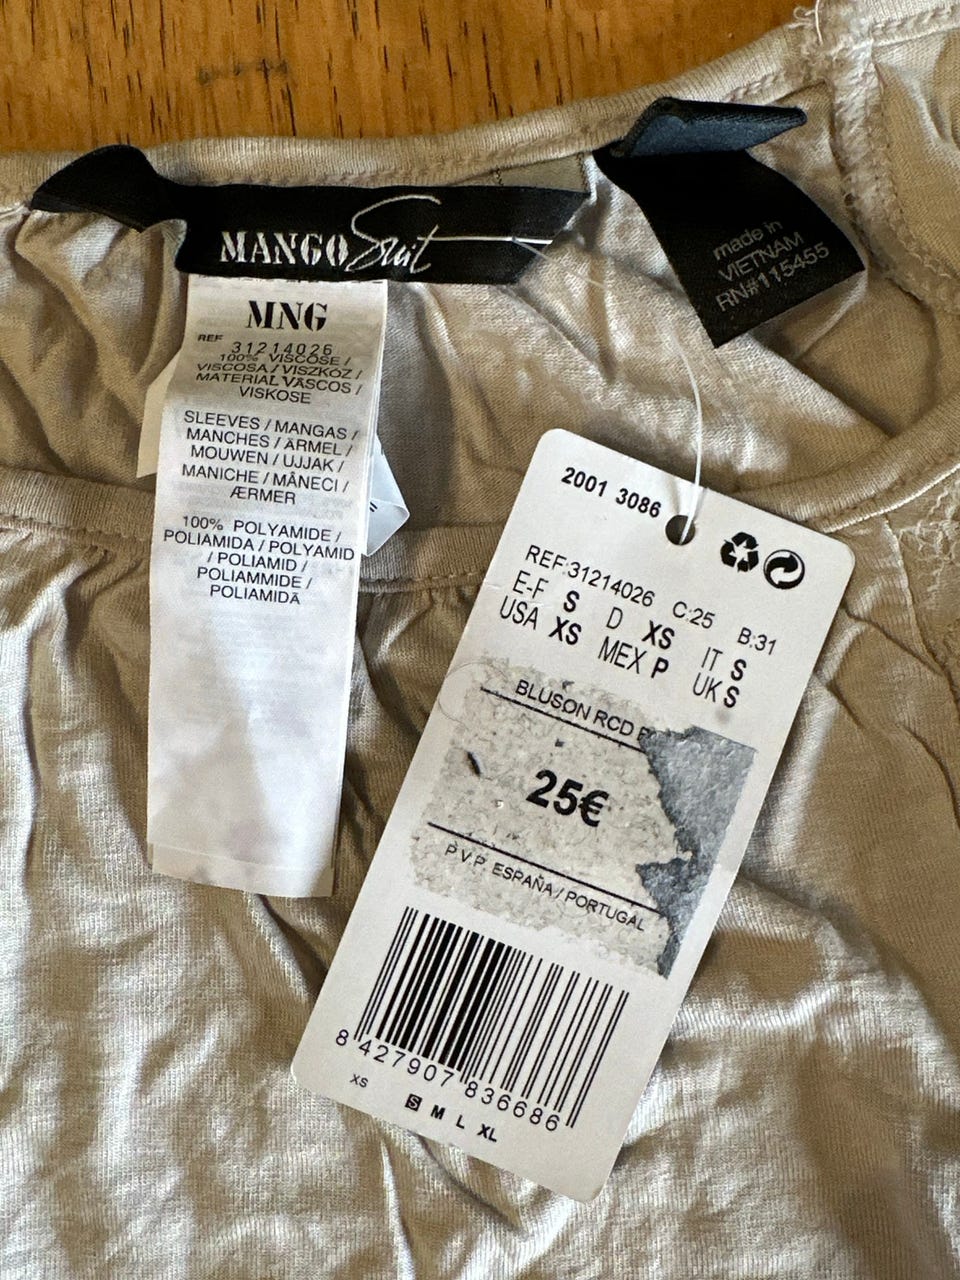 MANGO Suit
made in
VIETNAM
RN#115455
MNG
REF 31214026
100% VISCOSE /
VISCOSA / VISZKÓZ /
MATERIAL VÂSCOS /
VISKOSE
SLEEVES / MANGAS /
MANCHES / ÄRMEL /
MOUWEN / UJJAK /
MANICHE / MÂNECI /
ÆRMER
100% POLYAMIDE /
POLIAMIDA / POLYAMID
/ POLIAMID /
POLIAMMIDE /
POLIAMIDĂ
2001 3086
REF:31214026 C:25 B:31
E-F S D XS IT S
USA XS MEX P UK S
BLUSON RCD
25€
P.V.P. ESPAÑA / PORTUGAL
8 427907 836686
XS S M L XL